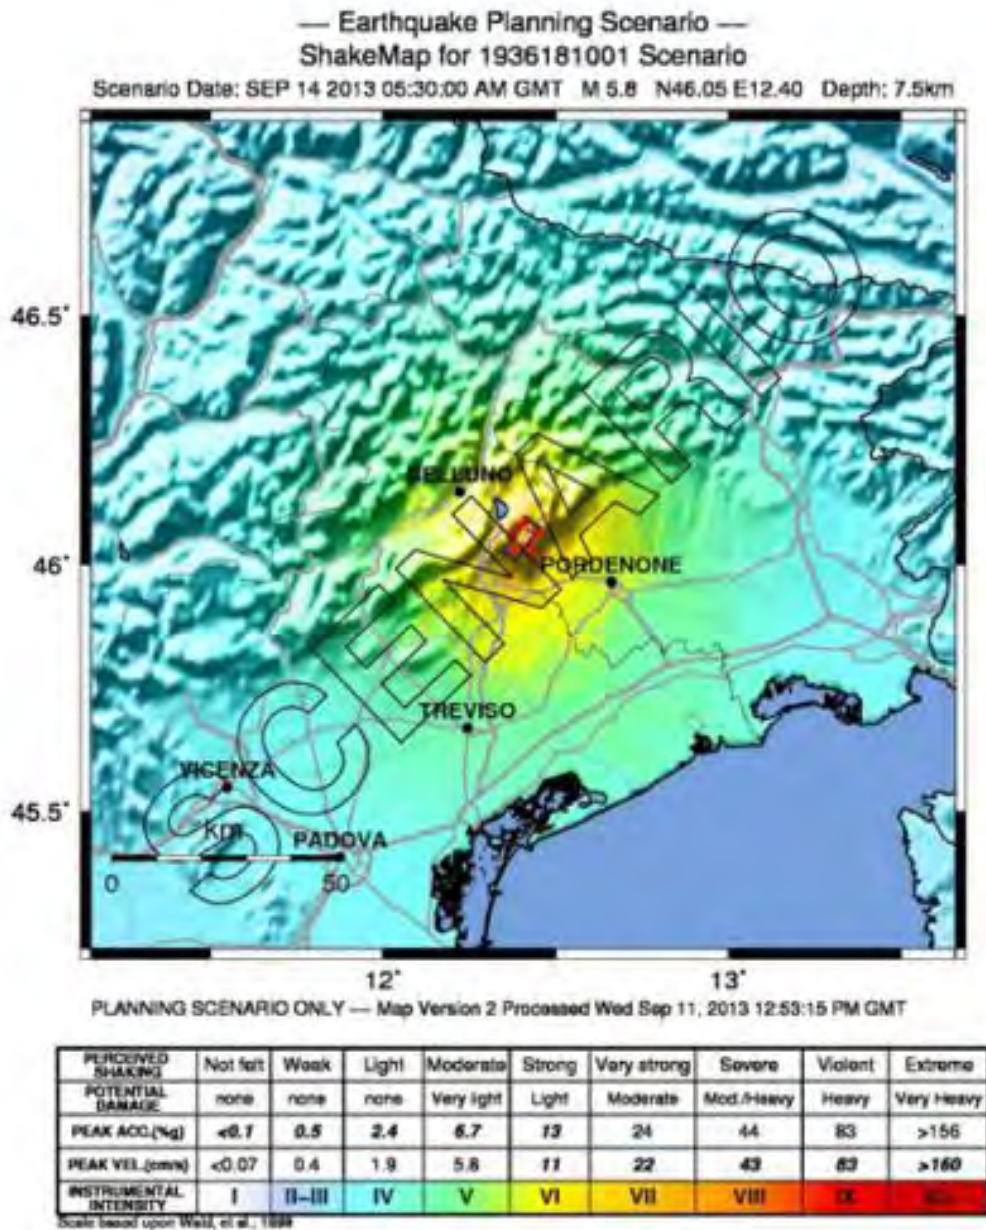 — Earthquake Planning Scenario —
ShakeMap for 1936181001 Scenario
Scenario Date: SEP 14 2013 05:30:00 AM GMT M 5.8 N46.05 E12.40 Depth: 7.5km
46.5°
BELLUNO
46°
PORDENONE
SCENARIO
TREVISO
VICENZA
45.5°
km
PADOVA
0 50
12° 13°
PLANNING SCENARIO ONLY — Map Version 2 Processed Wed Sep 11, 2013 12:53:15 PM GMT
PERCEIVED SHAKING Not felt Weak Light Moderate Strong Very strong Severe Violent Extreme
POTENTIAL DAMAGE none none none Very light Light Moderate Mod./Heavy Heavy Very Heavy
PEAK ACC.(%g) <0.1 0.5 2.4 6.7 13 24 44 83 >156
PEAK VEL.(cm/s) <0.07 0.4 1.9 5.8 11 22 43 83 >160
INSTRUMENTAL INTENSITY I II–III IV V VI VII VIII IX
Scale based upon Wald, et al., 1999